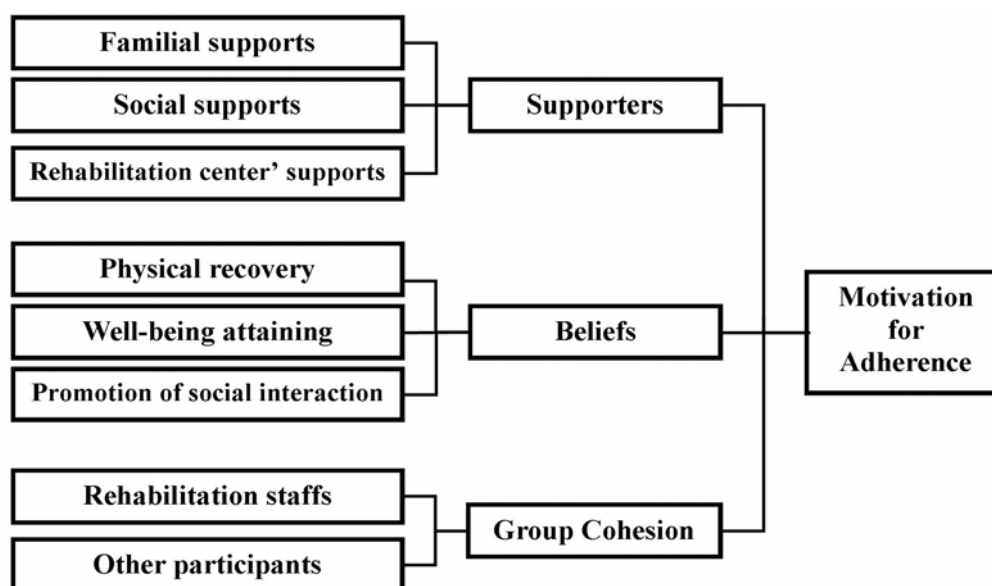 Familial supports
Social supports
Rehabilitation center' supports
Supporters
Physical recovery
Well-being attaining
Promotion of social interaction
Beliefs
Rehabilitation staffs
Other participants
Group Cohesion
Motivation
for
Adherence